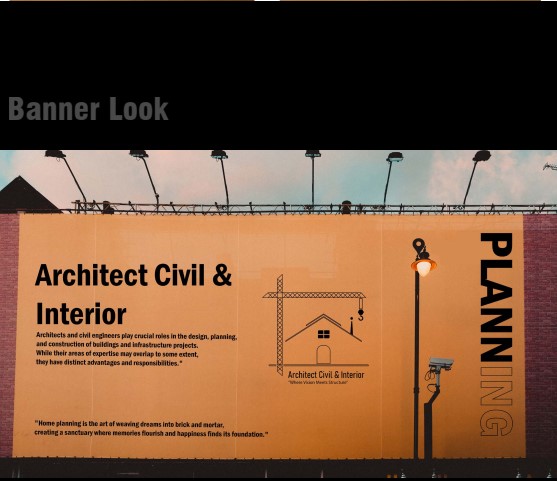 Banner Look
Architect Civil &
Interior
Architects and civil engineers play crucial roles in the design, planning,
and construction of buildings and infrastructure projects.
While their areas of expertise may overlap to some extent,
they have distinct advantages and responsibilities."
"Home planning is the art of weaving dreams into brick and mortar,
creating a sanctuary where memories flourish and happiness finds its foundation."
Architect Civil & Interior
"Where Vision Meets Structure"
PLANNING